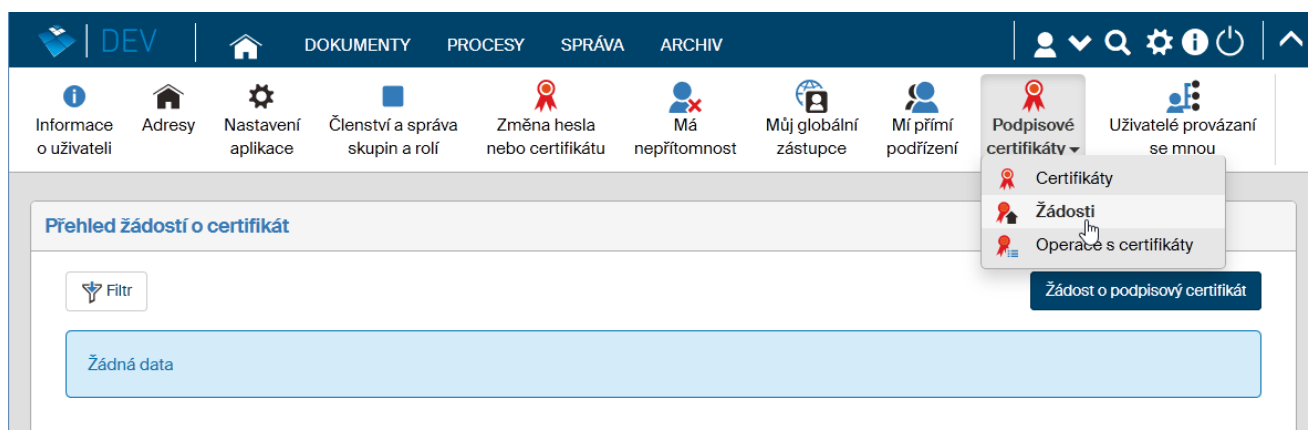 DEV
DOKUMENTY PROCESY SPRÁVA ARCHIV
Informace
o uživateli
Adresy
Nastavení
aplikace
Členství a správa
skupin a rolí
Změna hesla
nebo certifikátu
Má
nepřítomnost
Můj globální
zástupce
Mí přímí
podřízení
Podpisové
certifikáty
Uživatelé provázaní
se mnou
Certifikáty
Žádosti
Operace s certifikáty
Přehled žádostí o certifikát
Filtr
Žádost o podpisový certifikát
Žádná data